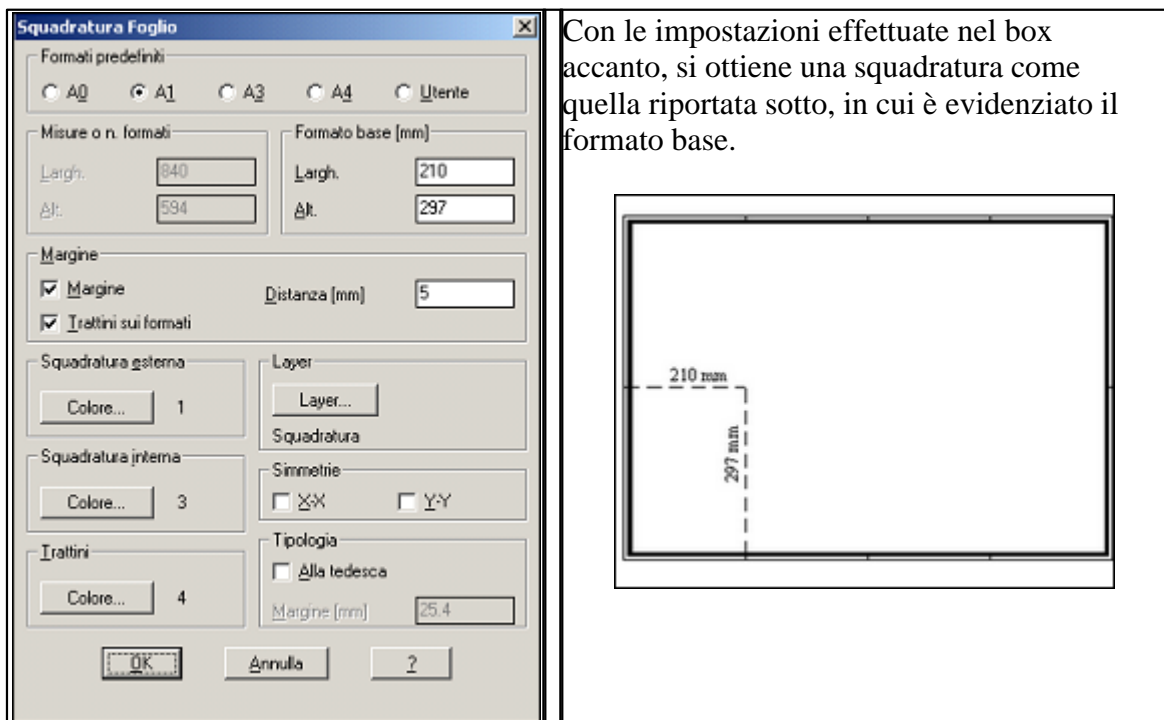 Squadratura Foglio
Formati predefiniti
A0 A1 A3 A4 Utente
Misure o n. formati
Largh. 840
Alt. 594
Formato base [mm]
Largh. 210
Alt. 297
Margine
Margine
Distanza [mm] 5
Trattini sui formati
Squadratura esterna
Colore... 1
Layer
Layer...
Squadratura
Squadratura interna
Colore... 3
Simmetrie
X-X Y-Y
Trattini
Colore... 4
Tipologia
Alla tedesca
Margine [mm] 25.4
OK Annulla ?
Con le impostazioni effettuate nel box
accanto, si ottiene una squadratura come
quella riportata sotto, in cui è evidenziato il
formato base.
210 mm
297 mm